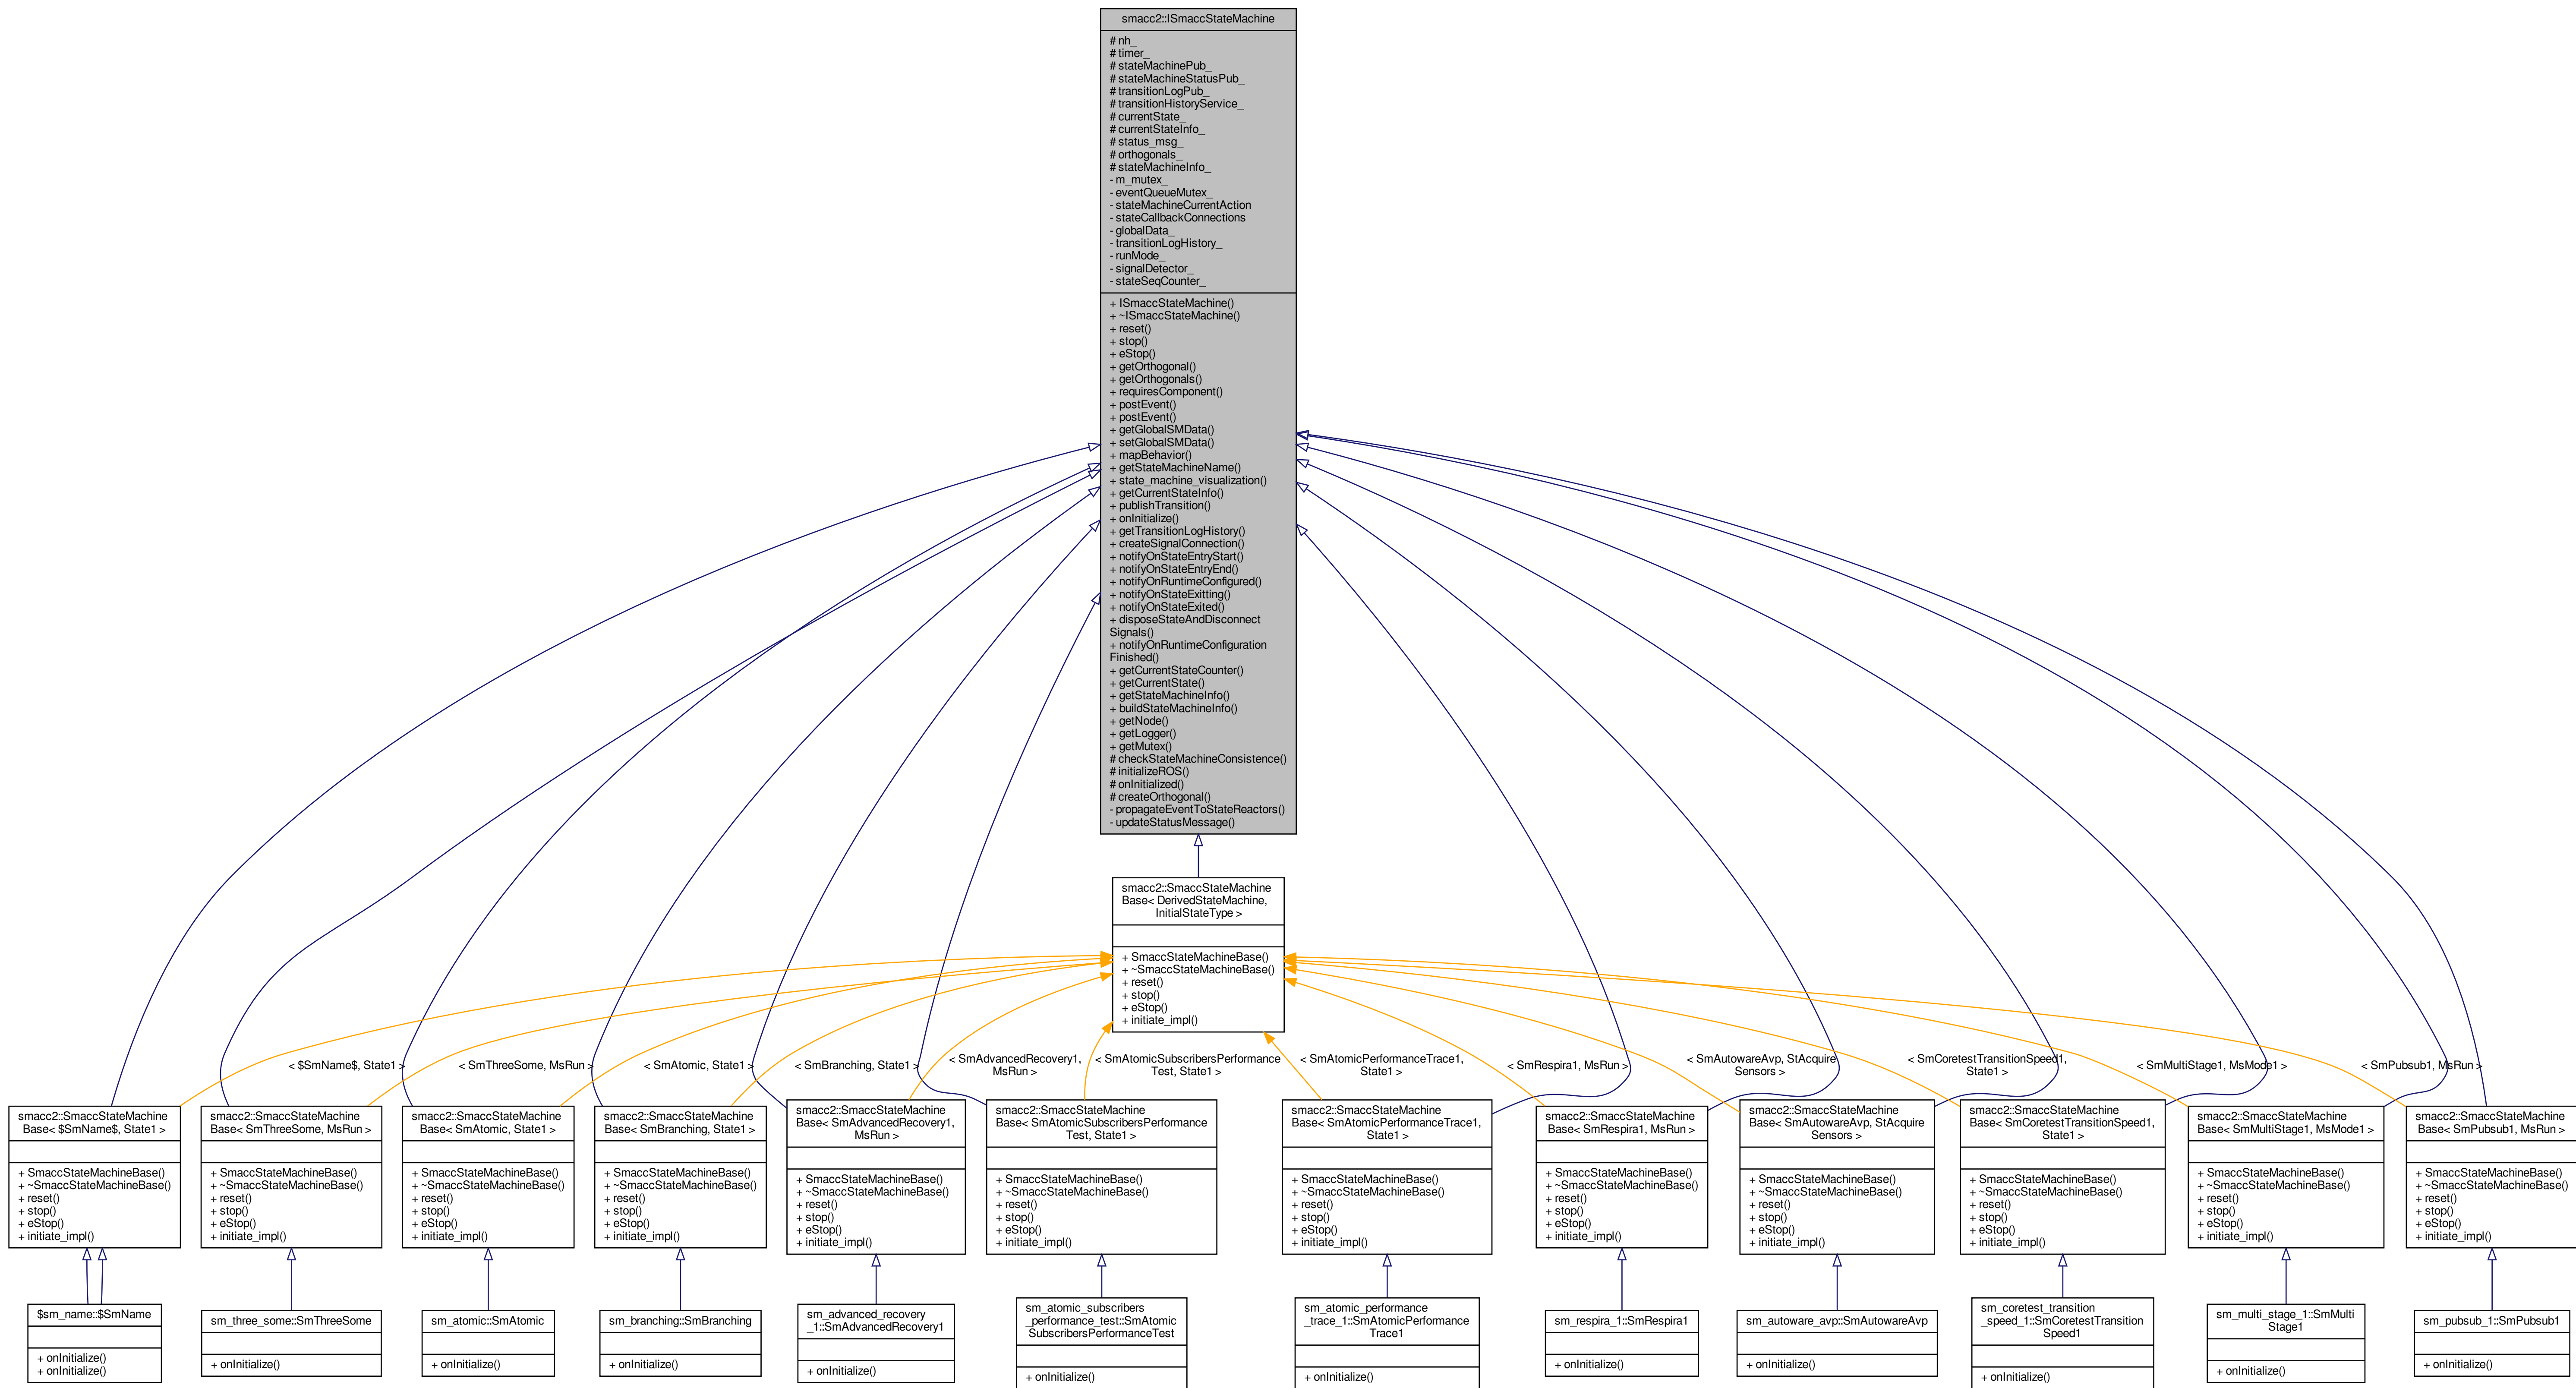 smacc2::ISmaccStateMachine
# nh_
# timer_
# stateMachinePub_
# stateMachineStatusPub_
# transitionLogPub_
# transitionHistoryService_
# currentState_
# currentStateInfo_
# status_msg_
# orthogonals_
# stateMachineInfo_
- m_mutex_
- eventQueueMutex_
- stateMachineCurrentAction
- stateCallbackConnections
- globalData_
- transitionLogHistory_
- runMode_
- signalDetector_
- stateSeqCounter_
+ ISmaccStateMachine()
+ ~ISmaccStateMachine()
+ reset()
+ stop()
+ eStop()
+ getOrthogonal()
+ getOrthogonals()
+ requiresComponent()
+ postEvent()
+ postEvent()
+ getGlobalSMData()
+ setGlobalSMData()
+ mapBehavior()
+ getStateMachineName()
+ state_machine_visualization()
+ getCurrentStateInfo()
+ publishTransition()
+ onInitialize()
+ getTransitionLogHistory()
+ createSignalConnection()
+ notifyOnStateEntryStart()
+ notifyOnStateEntryEnd()
+ notifyOnRuntimeConfigured()
+ notifyOnStateExitting()
+ notifyOnStateExited()
+ disposeStateAndDisconnect
Signals()
+ notifyOnRuntimeConfiguration
Finished()
+ getCurrentStateCounter()
+ getCurrentState()
+ getStateMachineInfo()
+ buildStateMachineInfo()
+ getNode()
+ getLogger()
+ getMutex()
# checkStateMachineConsistence()
# initializeROS()
# onInitialized()
# createOrthogonal()
- propagateEventToStateReactors()
- updateStatusMessage()
smacc2::SmaccStateMachine
Base< DerivedStateMachine,
InitialStateType >
+ SmaccStateMachineBase()
+ ~SmaccStateMachineBase()
+ reset()
+ stop()
+ eStop()
+ initiate_impl()
< $SmName$, State1 >
< SmThreeSome, MsRun >
< SmAtomic, State1 >
< SmBranching, State1 >
< SmAdvancedRecovery1,
MsRun >
< SmAtomicSubscribersPerformance
Test, State1 >
< SmAtomicPerformanceTrace1,
State1 >
< SmRespira1, MsRun >
< SmAutowareAvp, StAcquire
Sensors >
< SmCoretestTransitionSpeed1,
State1 >
< SmMultiStage1, MsMode1 >
< SmPubsub1, MsRun >
smacc2::SmaccStateMachine
Base< $SmName$, State1 >
+ SmaccStateMachineBase()
+ ~SmaccStateMachineBase()
+ reset()
+ stop()
+ eStop()
+ initiate_impl()
smacc2::SmaccStateMachine
Base< SmThreeSome, MsRun >
+ SmaccStateMachineBase()
+ ~SmaccStateMachineBase()
+ reset()
+ stop()
+ eStop()
+ initiate_impl()
smacc2::SmaccStateMachine
Base< SmAtomic, State1 >
+ SmaccStateMachineBase()
+ ~SmaccStateMachineBase()
+ reset()
+ stop()
+ eStop()
+ initiate_impl()
smacc2::SmaccStateMachine
Base< SmBranching, State1 >
+ SmaccStateMachineBase()
+ ~SmaccStateMachineBase()
+ reset()
+ stop()
+ eStop()
+ initiate_impl()
smacc2::SmaccStateMachine
Base< SmAdvancedRecovery1,
MsRun >
+ SmaccStateMachineBase()
+ ~SmaccStateMachineBase()
+ reset()
+ stop()
+ eStop()
+ initiate_impl()
smacc2::SmaccStateMachine
Base< SmAtomicSubscribersPerformance
Test, State1 >
+ SmaccStateMachineBase()
+ ~SmaccStateMachineBase()
+ reset()
+ stop()
+ eStop()
+ initiate_impl()
smacc2::SmaccStateMachine
Base< SmAtomicPerformanceTrace1,
State1 >
+ SmaccStateMachineBase()
+ ~SmaccStateMachineBase()
+ reset()
+ stop()
+ eStop()
+ initiate_impl()
smacc2::SmaccStateMachine
Base< SmRespira1, MsRun >
+ SmaccStateMachineBase()
+ ~SmaccStateMachineBase()
+ reset()
+ stop()
+ eStop()
+ initiate_impl()
smacc2::SmaccStateMachine
Base< SmAutowareAvp, StAcquire
Sensors >
+ SmaccStateMachineBase()
+ ~SmaccStateMachineBase()
+ reset()
+ stop()
+ eStop()
+ initiate_impl()
smacc2::SmaccStateMachine
Base< SmCoretestTransitionSpeed1,
State1 >
+ SmaccStateMachineBase()
+ ~SmaccStateMachineBase()
+ reset()
+ stop()
+ eStop()
+ initiate_impl()
smacc2::SmaccStateMachine
Base< SmMultiStage1, MsMode1 >
+ SmaccStateMachineBase()
+ ~SmaccStateMachineBase()
+ reset()
+ stop()
+ eStop()
+ initiate_impl()
smacc2::SmaccStateMachine
Base< SmPubsub1, MsRun >
+ SmaccStateMachineBase()
+ ~SmaccStateMachineBase()
+ reset()
+ stop()
+ eStop()
+ initiate_impl()
$sm_name::$SmName
+ onInitialize()
+ onInitialize()
sm_three_some::SmThreeSome
+ onInitialize()
sm_atomic::SmAtomic
+ onInitialize()
sm_branching::SmBranching
+ onInitialize()
sm_advanced_recovery
_1::SmAdvancedRecovery1
+ onInitialize()
sm_atomic_subscribers
_performance_test::SmAtomic
SubscribersPerformanceTest
+ onInitialize()
sm_atomic_performance
_trace_1::SmAtomicPerformance
Trace1
+ onInitialize()
sm_respira_1::SmRespira1
+ onInitialize()
sm_autoware_avp::SmAutowareAvp
+ onInitialize()
sm_coretest_transition
_speed_1::SmCoretestTransition
Speed1
+ onInitialize()
sm_multi_stage_1::SmMulti
Stage1
+ onInitialize()
sm_pubsub_1::SmPubsub1
+ onInitialize()